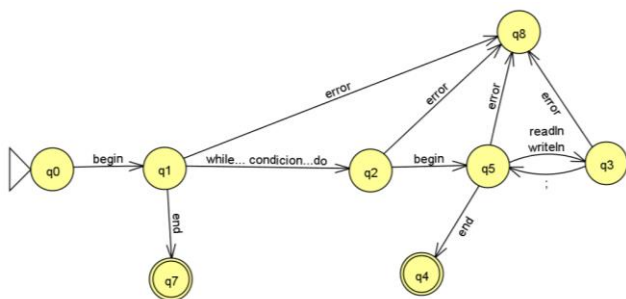 q8
error
error
error
error
readln
writeln
q0
begin
q1
while... condicion...do
q2
begin
q5
q3
;
end
end
q7
q4